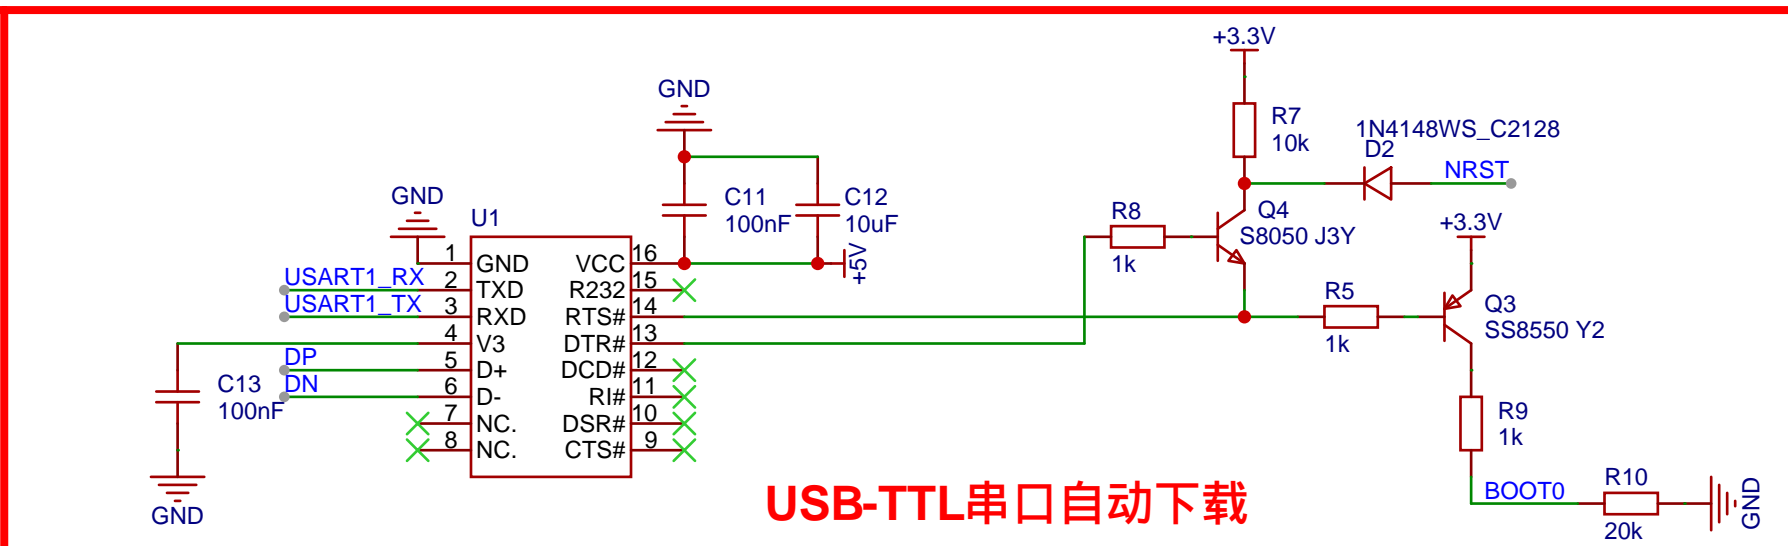 +3.3V
GND
R7
10k
1N4148WS_C2128
D2
NRST
GND
C11
100nF
C12
10uF
+5V
R8
1k
Q4
S8050 J3Y
+3.3V
U1
1
GND
VCC
16
USART1_RX
2
TXD
R232
15
USART1_TX
3
RXD
RTS#
14
4
V3
DTR#
13
DP
5
D+
DCD#
12
DN
6
D-
RI#
11
7
NC.
DSR#
10
8
NC.
CTS#
9
R5
1k
Q3
SS8550 Y2
C13
100nF
GND
R9
1k
BOOT0
R10
20k
GND
USB-TTL串口自动下载